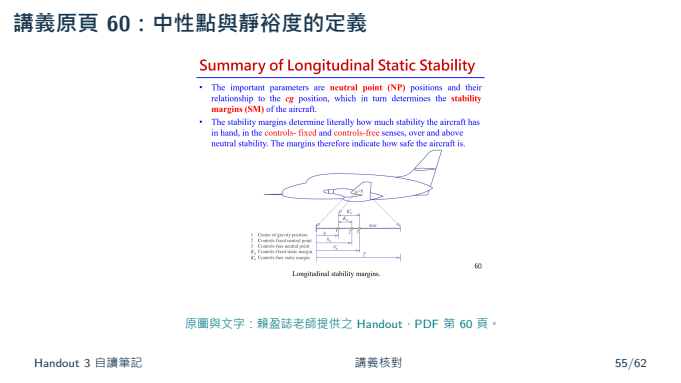 講義原頁 60：中性點與靜裕度的定義
Summary of Longitudinal Static Stability
• The important parameters are neutral point (NP) positions and their
relationship to the cg position, which in turn determines the stability
margins (SM) of the aircraft.
• The stability margins determine literally how much stability the aircraft has
in hand, in the controls- fixed and controls-free senses, over and above
neutral stability. The margins therefore indicate how safe the aircraft is.
1 Centre of gravity position
2 Controls-fixed neutral point
3 Controls-free neutral point
Controls-fixed static margin
Controls-free static margin
mac
60
Longitudinal stability margins.
原圖與文字：賴盈誌老師提供之 Handout，PDF 第 60 頁。
Handout 3 自讀筆記
講義核對
55/62